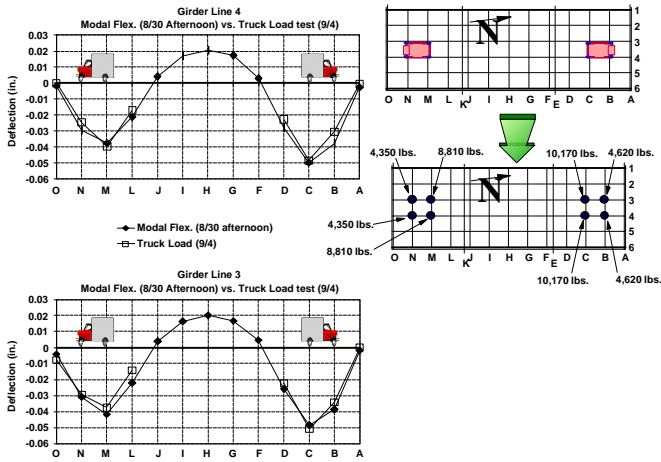 Girder Line 4
Modal Flex. (8/30 Afternoon) vs. Truck Load test (9/4)
Deflection (in.)
0.03
0.02
0.01
0
-0.01
-0.02
-0.03
-0.04
-0.05
-0.06
O N M L J I H G F D C B A
Modal Flex. (8/30 afternoon)
Truck Load (9/4)
Girder Line 3
Modal Flex. (8/30 Afternoon) vs. Truck Load test (9/4)
Deflection (in.)
0.03
0.02
0.01
0
-0.01
-0.02
-0.03
-0.04
-0.05
-0.06
O N M L J I H G F D C B A
N
1
2
3
4
5
6
O N M L K J I H G F E D C B A
4,350 lbs.
8,810 lbs.
10,170 lbs.
4,620 lbs.
N
1
2
3
4
5
6
4,350 lbs.
8,810 lbs.
O N M L K J I H G F E D C B A
10,170 lbs.
4,620 lbs.